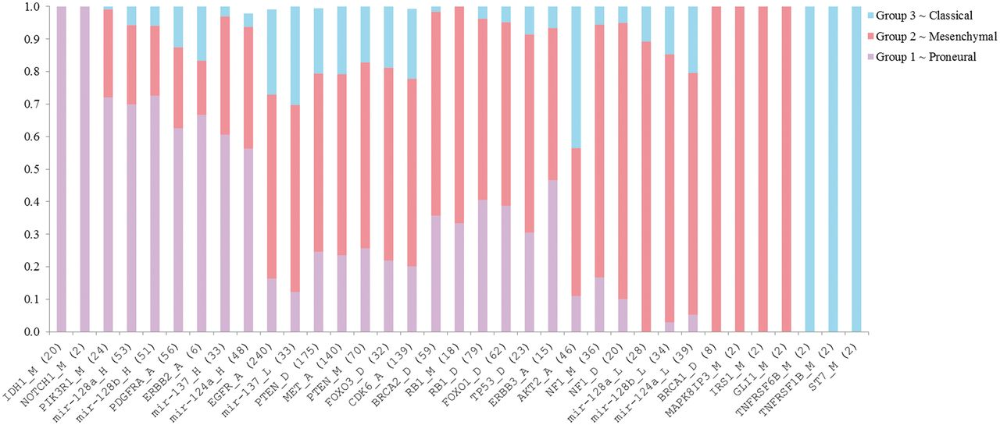 1.0
0.9
0.8
0.7
0.6
0.5
0.4
0.3
0.2
0.1
0.0
Group 3 ~ Classical
Group 2 ~ Mesenchymal
Group 1 ~ Proneural
IDH1_M (20)
NOTCH1_M (2)
PIK3R1_M (24)
mir-128a_H (53)
mir-128b_H (51)
PDGFRA_A (56)
ERBB2_A (6)
mir-137_H (33)
mir-124a_H (48)
EGFR_A (240)
mir-137_L (33)
PTEN_D (175)
MET_A (140)
PTEN_M (70)
FOXO3_D (32)
CDK6_A (139)
BRCA2_D (59)
RB1_M (18)
RB1_D (79)
FOXO1_D (62)
TP53_D (23)
ERBB3_A (15)
AKT2_A (46)
NF1_M (36)
NF1_D (20)
mir-128a_L (28)
mir-128b_L (34)
mir-124a_L (39)
BRCA1_D (8)
MAPK8IP3_M (2)
IRS1_M (2)
GLI1_M (2)
TNFRSF6B_M (2)
TNFRSF1B_M (2)
ST7_M (2)